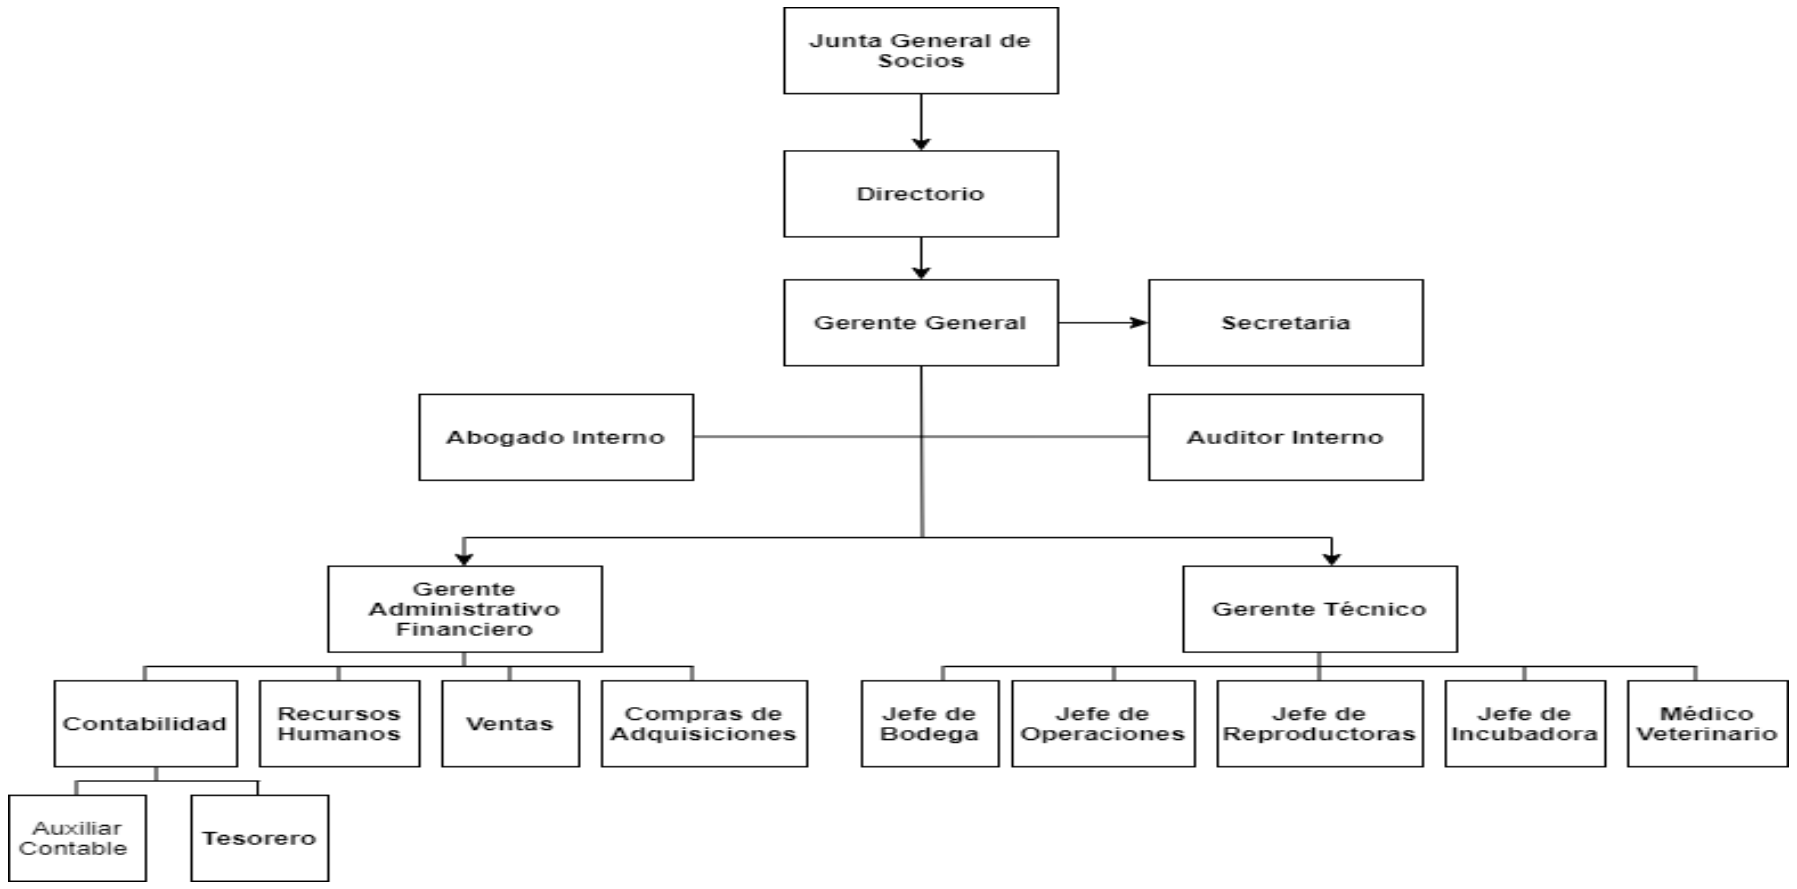 Junta General de
Socios
Directorio
Gerente General
Secretaria
Abogado Interno
Auditor Interno
Gerente
Administrativo
Financiero
Gerente Técnico
Contabilidad
Recursos
Humanos
Ventas
Compras de
Adquisiciones
Jefe de
Bodega
Jefe de
Operaciones
Jefe de
Reproductoras
Jefe de
Incubadora
Médico
Veterinario
Auxiliar
Contable
Tesorero